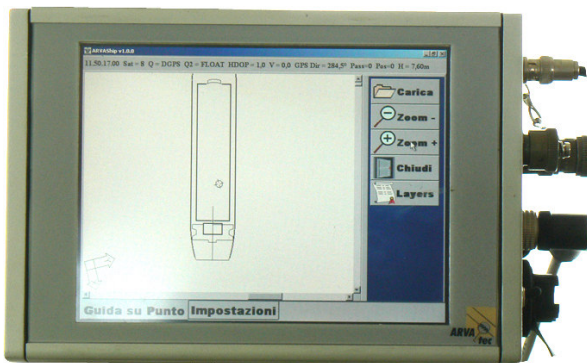 ARVAShip v1.0.0
11.50.17.00 Sat = 8 Q = DGPS Q2 = FLOAT HDOP = 1,0 V = 0,0 GPS Dir = 284,5° Pass=0 Pas=0 H = 7,60m
Carica
Zoom -
Zoom +
Chiudi
Layers
Guida su Punto Impostazioni
ARVA
tec